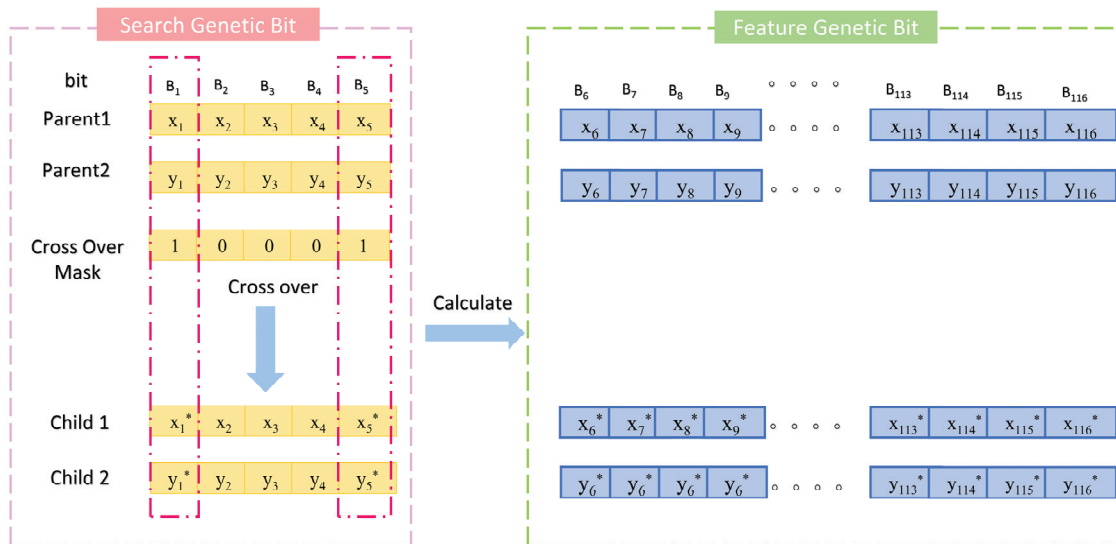 Search Genetic Bit
bit B₁ B₂ B₃ B₄ B₅
Parent1 x₁ x₂ x₃ x₄ x₅
Parent2 y₁ y₂ y₃ y₄ y₅
Cross Over Mask 1 0 0 0 1
Cross over
Child 1 x₁* x₂ x₃ x₄ x₅*
Child 2 y₁* y₂ y₃ y₄ y₅*
Calculate
Feature Genetic Bit
B₆ B₇ B₈ B₉ ∘ ∘ ∘ ∘ B₁₁₃ B₁₁₄ B₁₁₅ B₁₁₆
x₆ x₇ x₈ x₉ ∘ ∘ ∘ ∘ x₁₁₃ x₁₁₄ x₁₁₅ x₁₁₆
y₆ y₇ y₈ y₉ ∘ ∘ ∘ ∘ y₁₁₃ y₁₁₄ y₁₁₅ y₁₁₆
x₆* x₇* x₈* x₉* ∘ ∘ ∘ ∘ x₁₁₃* x₁₁₄* x₁₁₅* x₁₁₆*
y₆* y₆* y₆* y₆* ∘ ∘ ∘ ∘ y₁₁₃* y₁₁₄* y₁₁₅* y₁₁₆*